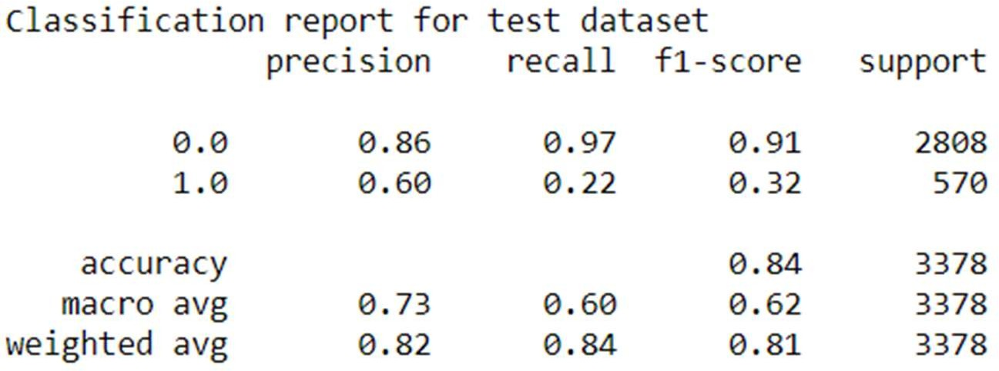 Classification report for test dataset
precision recall f1-score support
0.0 0.86 0.97 0.91 2808
1.0 0.60 0.22 0.32 570
accuracy 0.84 3378
macro avg 0.73 0.60 0.62 3378
weighted avg 0.82 0.84 0.81 3378